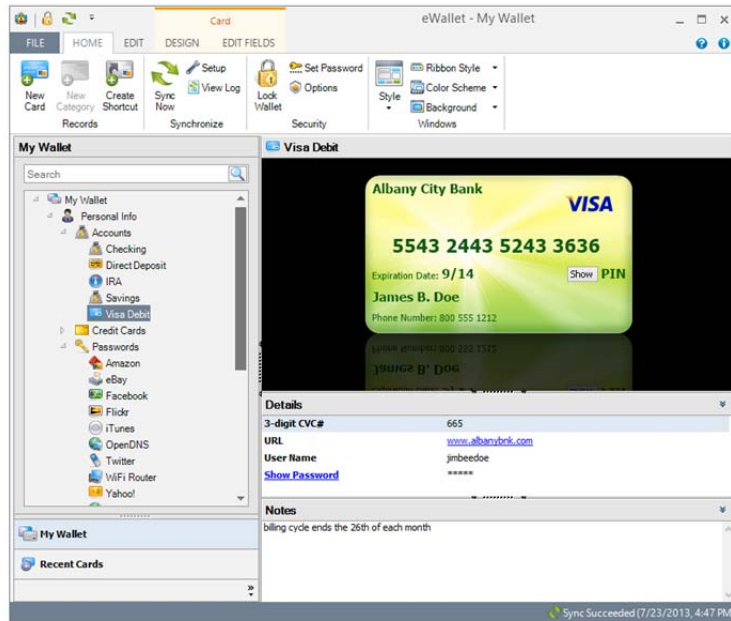 Card
eWallet - My Wallet
FILE HOME EDIT DESIGN EDIT FIELDS
New Card
New Category
Create Shortcut
Records
Sync Now
Setup
View Log
Synchronize
Lock Wallet
Set Password
Options
Security
Style
Ribbon Style
Color Scheme
Background
Windows
My Wallet
Search
My Wallet
Personal Info
Accounts
Checking
Direct Deposit
IRA
Savings
Visa Debit
Credit Cards
Passwords
Amazon
eBay
Facebook
Flickr
iTunes
OpenDNS
Twitter
WiFi Router
Yahoo!
My Wallet
Recent Cards
Visa Debit
Albany City Bank
VISA
5543 2443 5243 3636
Expiration Date: 9/14 Show PIN
James B. Doe
Phone Number: 800 555 1212
Details
3-digit CVC# 665
URL www.albanybnk.com
User Name jimbeedoe
Show Password *****
Notes
billing cycle ends the 26th of each month
Sync Succeeded (7/23/2013, 4:47 PM